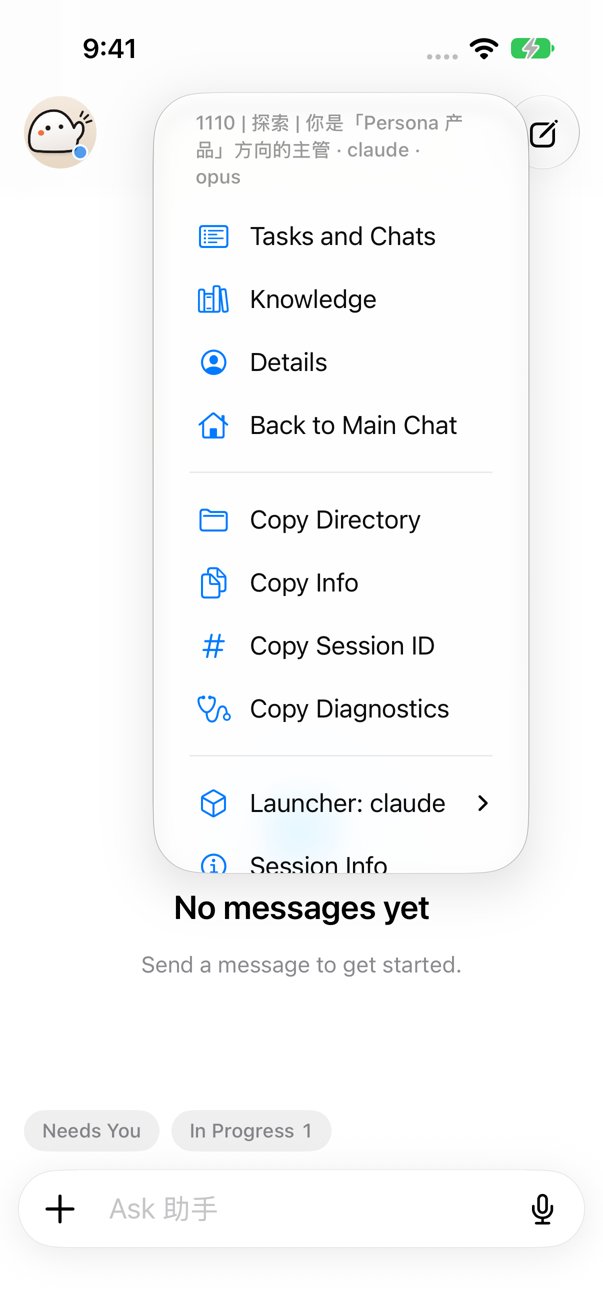 9:41
1110 | 探索 | 你是「Persona 产
品」方向的主管 · claude ·
opus
Tasks and Chats
Knowledge
Details
Back to Main Chat
Copy Directory
Copy Info
Copy Session ID
Copy Diagnostics
Launcher: claude
Session Info
No messages yet
Send a message to get started.
Needs You
In Progress 1
Ask 助手